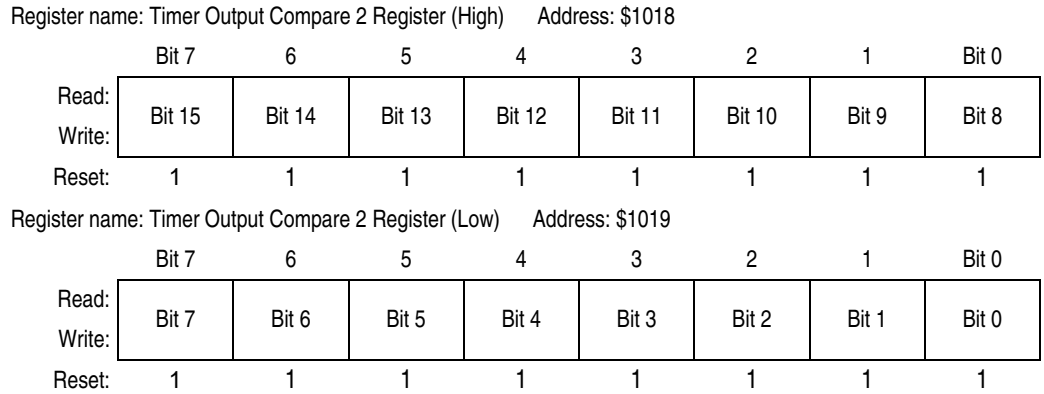 Register name: Timer Output Compare 2 Register (High) Address: $1018
Bit 7 6 5 4 3 2 1 Bit 0
Read:
Bit 15 Bit 14 Bit 13 Bit 12 Bit 11 Bit 10 Bit 9 Bit 8
Write:
Reset: 1 1 1 1 1 1 1 1
Register name: Timer Output Compare 2 Register (Low) Address: $1019
Bit 7 6 5 4 3 2 1 Bit 0
Read:
Bit 7 Bit 6 Bit 5 Bit 4 Bit 3 Bit 2 Bit 1 Bit 0
Write:
Reset: 1 1 1 1 1 1 1 1